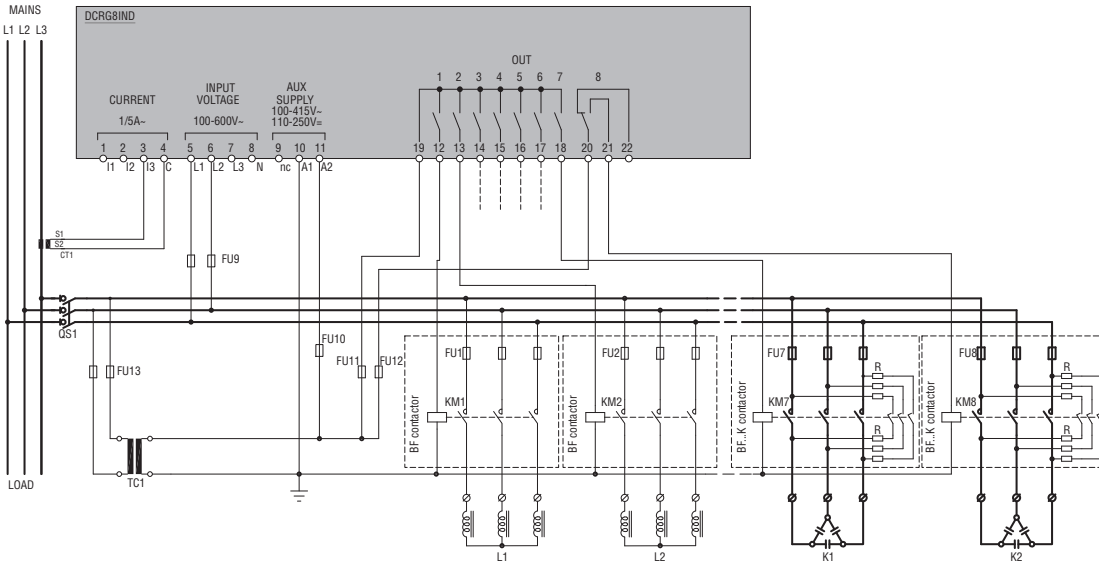 MAINS
L1 L2 L3
DCRG8IND
OUT
1 2 3 4 5 6 7 8
CURRENT
1/5A~
INPUT
VOLTAGE
100-600V~
AUX
SUPPLY
100-415V~
110-250V=
1 2 3 4 5 6 7 8 9 10 11 19 12 13 14 15 16 17 18 20 21 22
I1 I2 I3 C L1 L2 L3 N nc A1 A2
S1
S2
CT1
FU9
QS1
FU13
FU10
FU11 FU12
FU1 FU2 FU7 FU8
R R
KM1 KM2 KM7 KM8
BF contactor
BF contactor
BF...K contactor
BF...K contactor
R R
LOAD
TC1
L1 L2 K1 K2